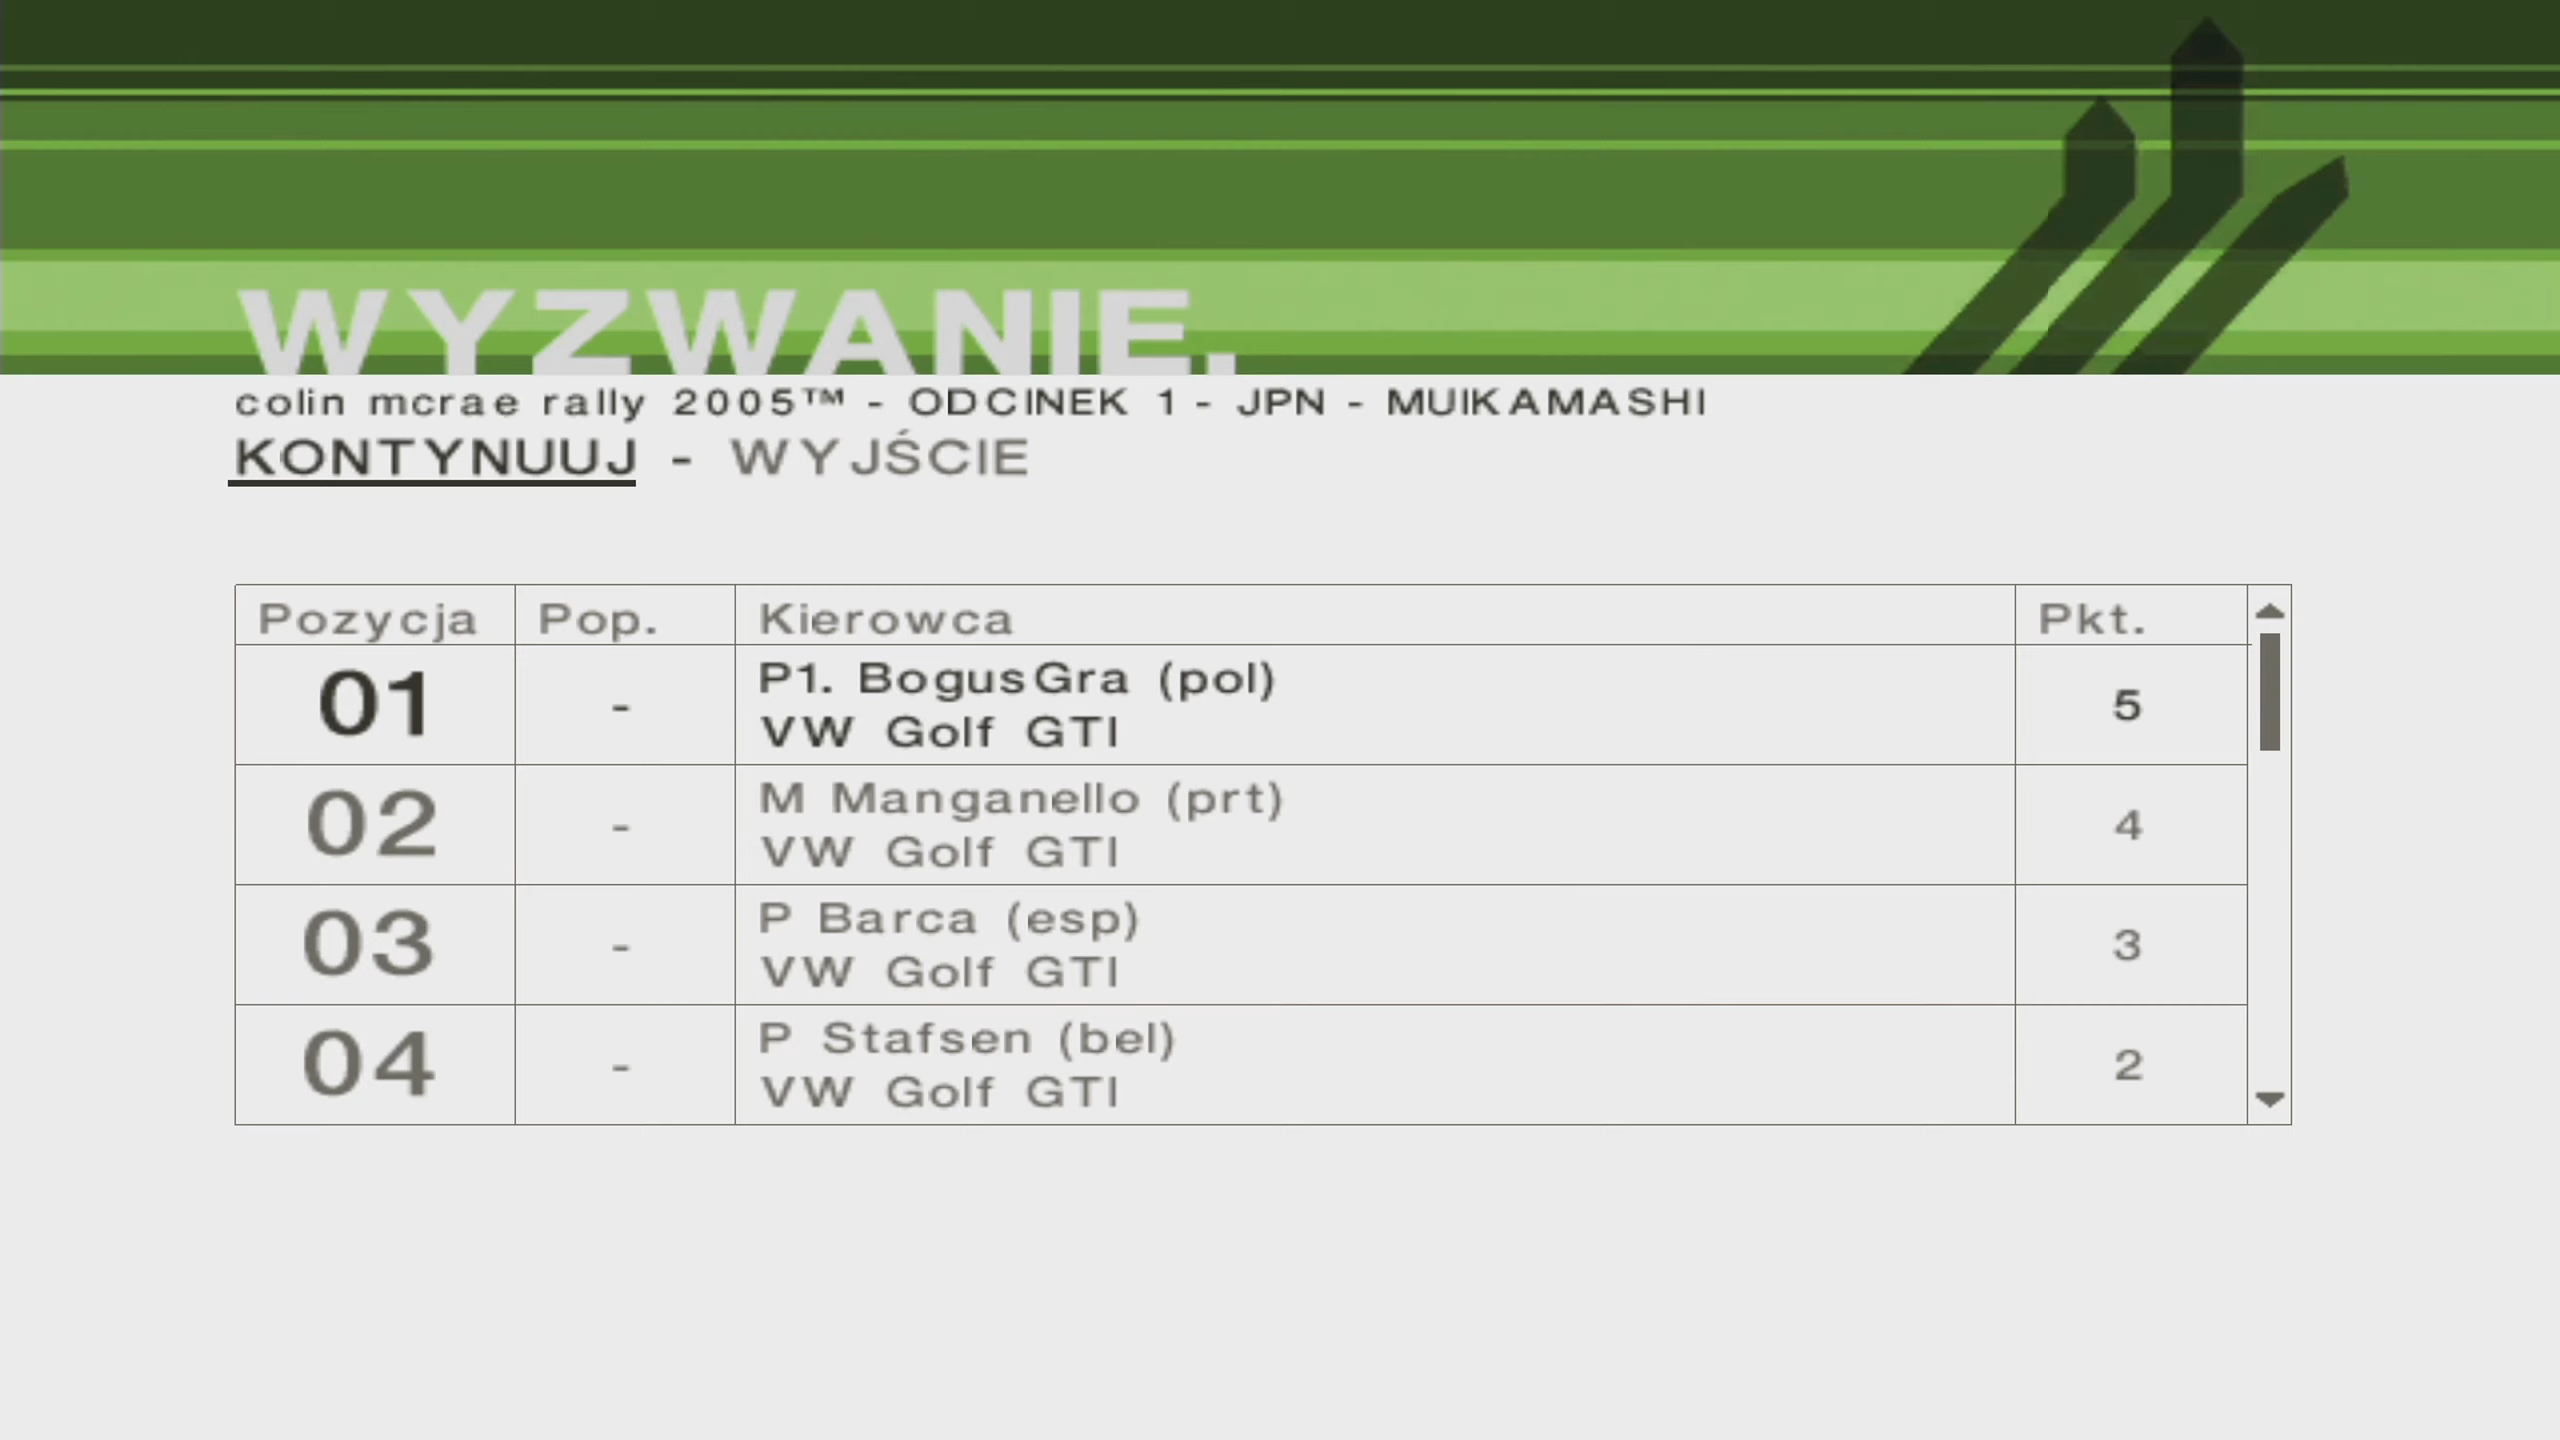 WYZWANIE.
colin mcrae rally 2005™ - ODCINEK 1 - JPN - MUIKAMASHI
KONTYNUUJ - WYJŚCIE
Pozycja Pop. Kierowca Pkt.
01 - P1. BogusGra (pol) 5
VW Golf GTI
02 - M Manganello (prt) 4
VW Golf GTI
03 - P Barca (esp) 3
VW Golf GTI
04 - P Stafsen (bel) 2
VW Golf GTI